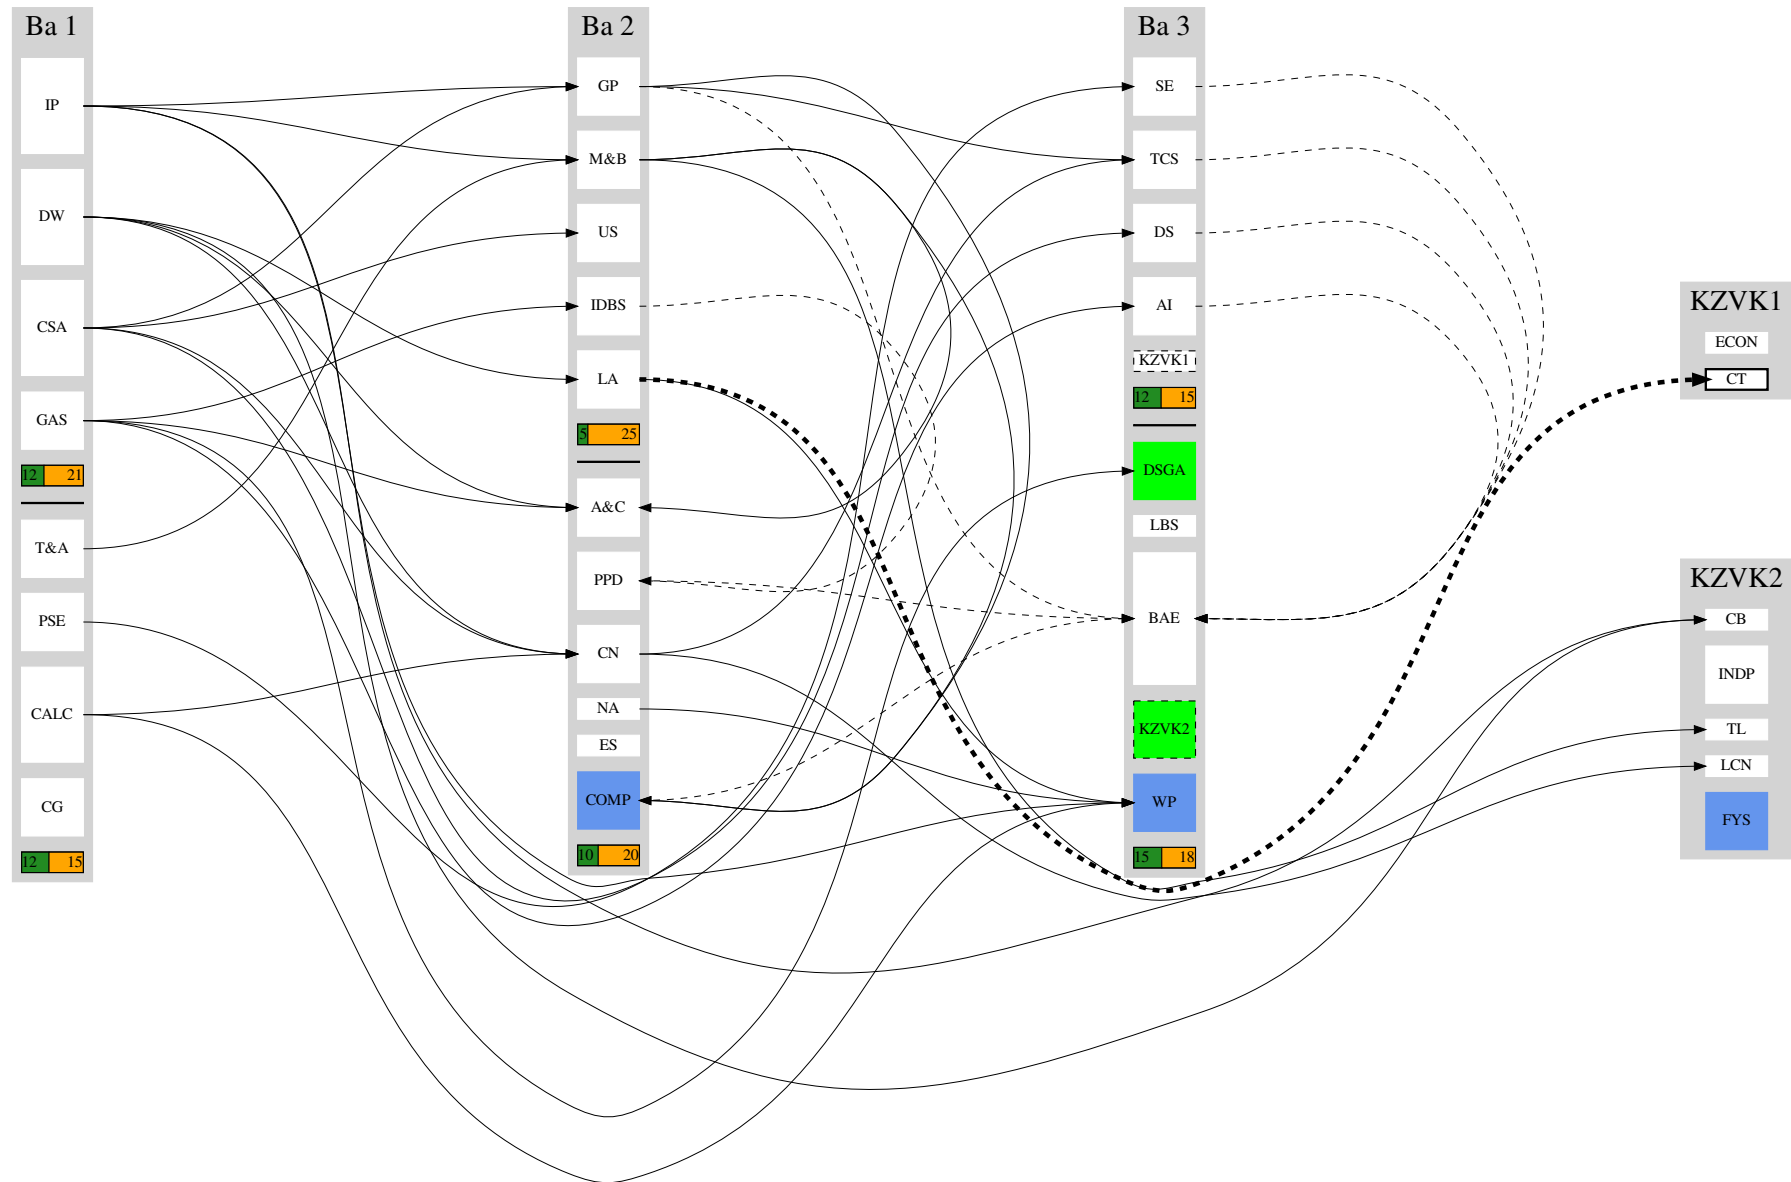 Ba 1
IP
DW
CSA
GAS
12 21
T&A
PSE
CALC
CG
12 15
Ba 2
GP
M&B
US
IDBS
LA
5 25
A&C
PPD
CN
NA
ES
COMP
10 20
Ba 3
SE
TCS
DS
AI
KZVK1
12 15
DSGA
LBS
BAE
KZVK2
WP
15 18
KZVK1
ECON
CT
KZVK2
CB
INDP
TL
LCN
FYS